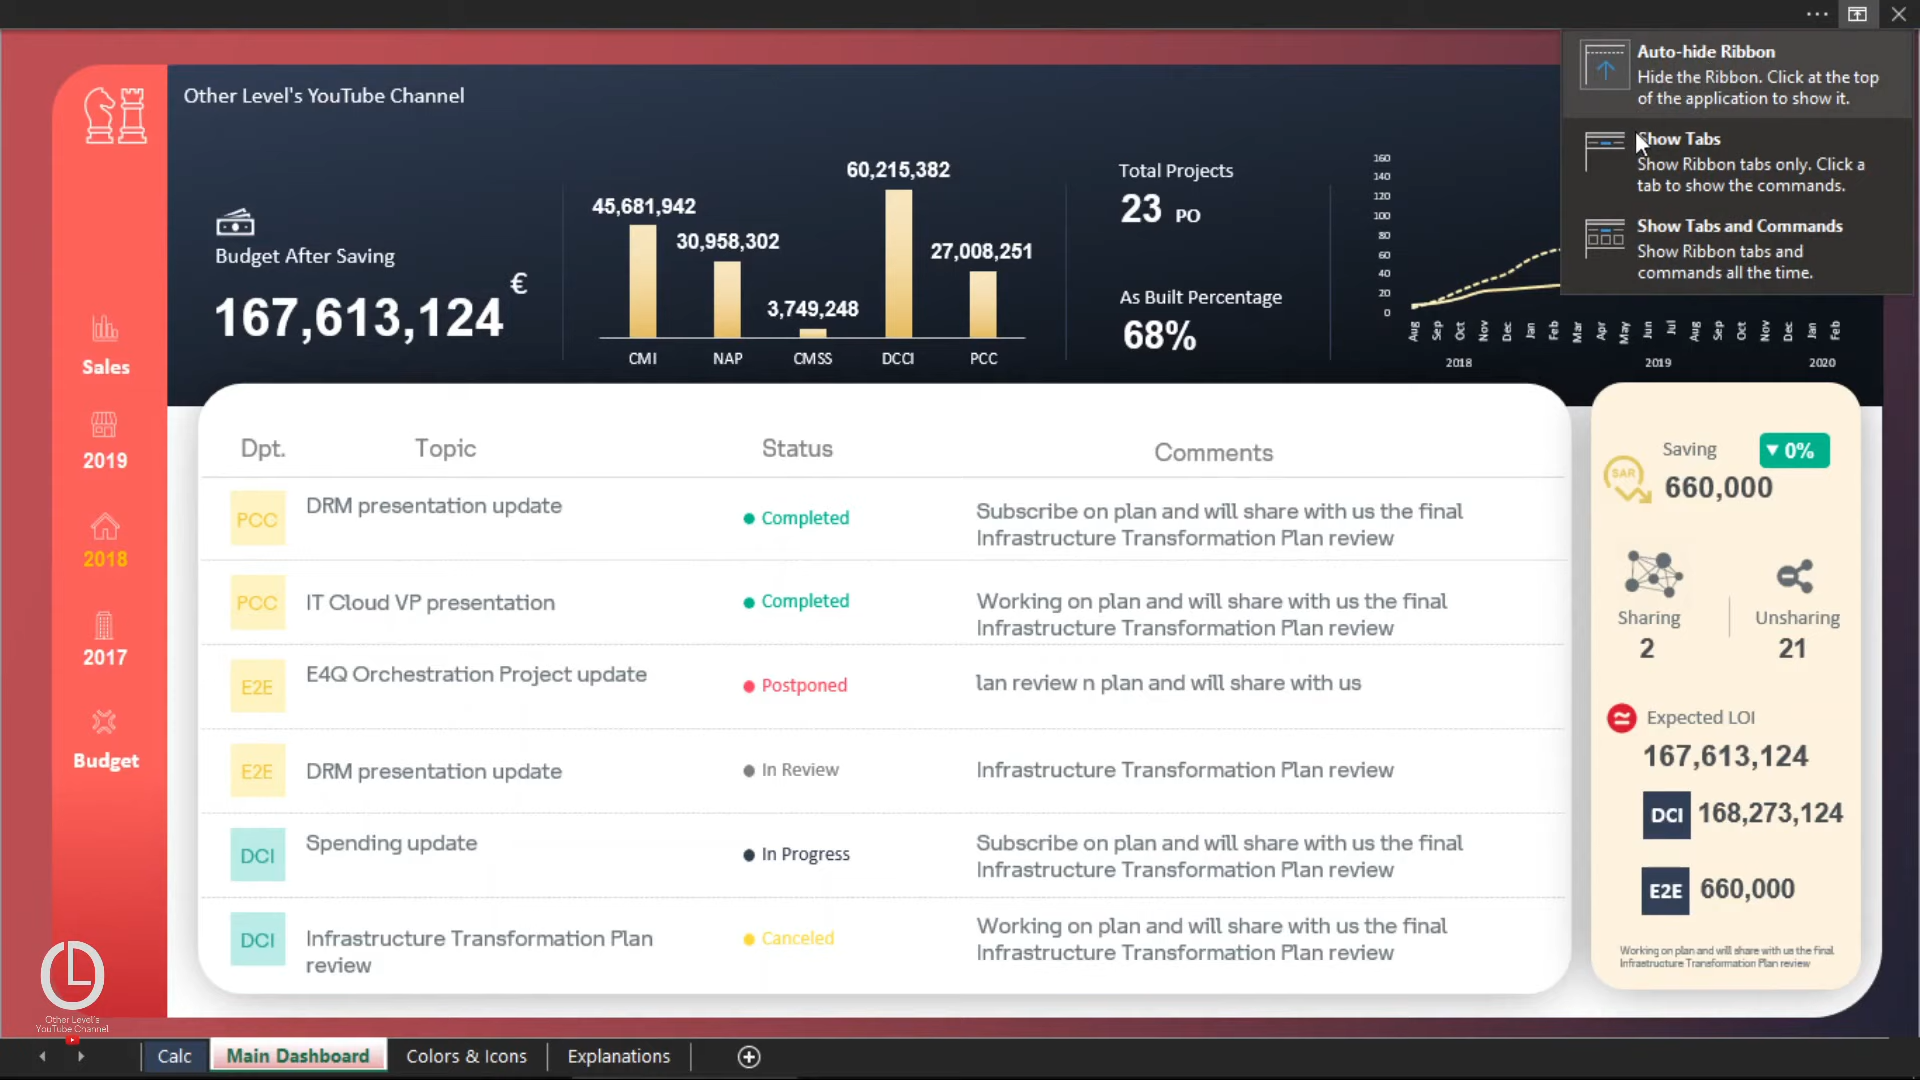 Auto-hide Ribbon
Hide the Ribbon. Click at the top
of the application to show it.
Show Tabs
Show Ribbon tabs only. Click a
tab to show the commands.
Show Tabs and Commands
Show Ribbon tabs and
commands all the time.
Other Level's YouTube Channel
Budget After Saving
€
167,613,124
45,681,942
30,958,302
3,749,248
60,215,382
27,008,251
CMI NAP CMSS DCCI PCC
Total Projects
23 PO
As Built Percentage
68%
160
140
120
100
80
60
40
20
0
Aug Sep Oct Nov Dec Jan Feb Mar Apr May Jun Jul Aug Sep Oct Nov Dec Jan Feb
2018 2019 2020
Sales
2019
2018
2017
Budget
Dpt. Topic Status Comments
PCC DRM presentation update Completed Subscribe on plan and will share with us the final
Infrastructure Transformation Plan review
PCC IT Cloud VP presentation Completed Working on plan and will share with us the final
Infrastructure Transformation Plan review
E2E E4Q Orchestration Project update Postponed lan review n plan and will share with us
E2E DRM presentation update In Review Infrastructure Transformation Plan review
DCI Spending update In Progress Subscribe on plan and will share with us the final
Infrastructure Transformation Plan review
DCI Infrastructure Transformation Plan
review Canceled Working on plan and will share with us the final
Infrastructure Transformation Plan review
Saving 0%
SAR
660,000
Sharing Unsharing
2 21
Expected LOI
167,613,124
DCI 168,273,124
E2E 660,000
Working on plan and will share with us the final
Infrastructure Transformation Plan review
Other Level's
YouTube Channel
Calc Main Dashboard Colors & Icons Explanations